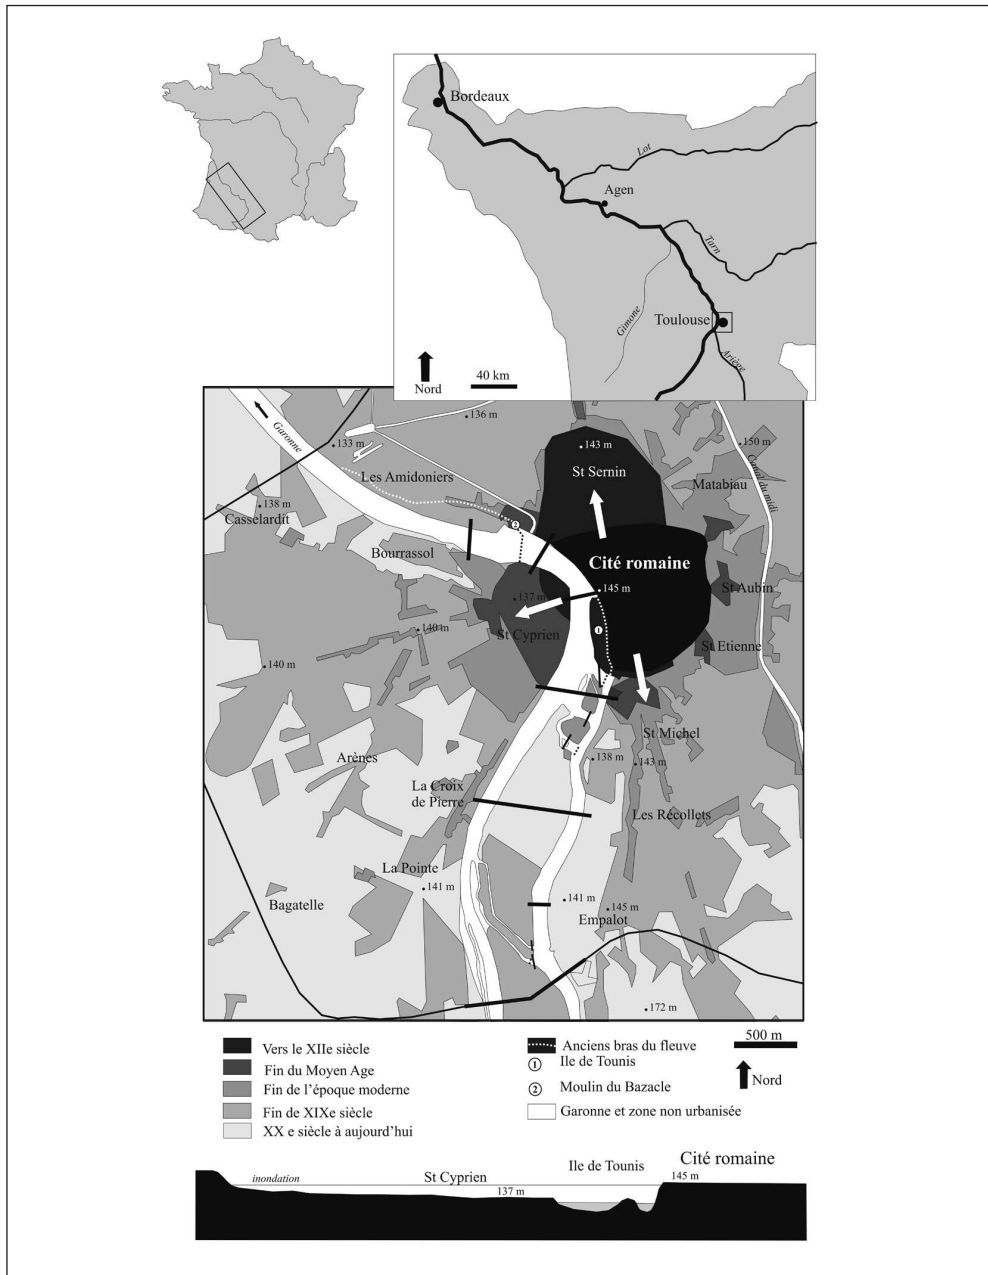 Bordeaux
Lot
Agen
Tarn
Gimone
Toulouse
Ariège
Nord
40 km
136 m
Garonne
133 m
143 m
150 m
St Sernin
Les Amidoniers
Matabiau
Canal du midi
138 m
Casselardit
2
Bourrassol
Cité romaine
145 m
St Aubin
137 m
140 m
St Cyprien
1
St Etienne
140 m
St Michel
Arènes
138 m
143 m
La Croix
de Pierre
Les Récollets
La Pointe
141 m
141 m
145 m
Bagatelle
Empalot
172 m
Vers le XIIe siècle
Fin du Moyen Age
Fin de l'époque moderne
Fin de XIXe siècle
XX e siècle à aujourd'hui
Anciens bras du fleuve
1 Ile de Tounis
2 Moulin du Bazacle
Garonne et zone non urbanisée
500 m
Nord
inondation
St Cyprien
137 m
Ile de Tounis
Cité romaine
145 m